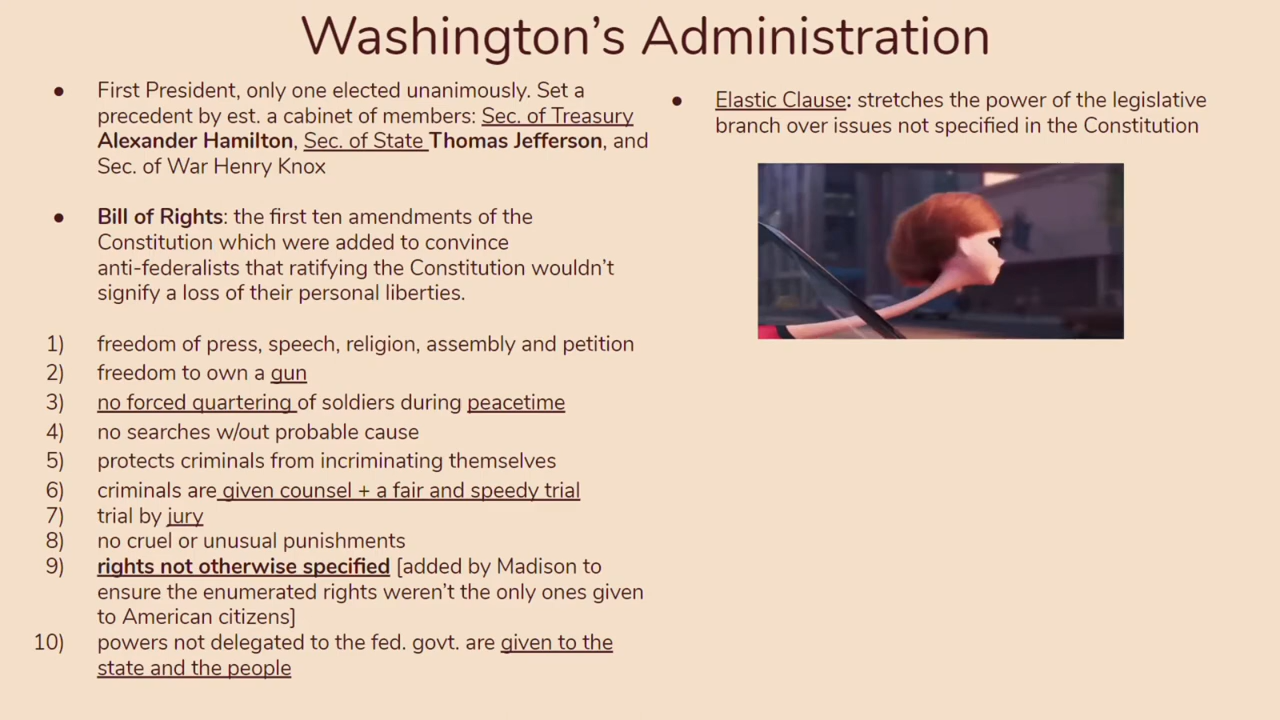 Washington's Administration
● First President, only one elected unanimously. Set a
precedent by est. a cabinet of members: Sec. of Treasury
Alexander Hamilton, Sec. of State Thomas Jefferson, and
Sec. of War Henry Knox
● Bill of Rights: the first ten amendments of the
Constitution which were added to convince
anti-federalists that ratifying the Constitution wouldn't
signify a loss of their personal liberties.
1) freedom of press, speech, religion, assembly and petition
2) freedom to own a gun
3) no forced quartering of soldiers during peacetime
4) no searches w/out probable cause
5) protects criminals from incriminating themselves
6) criminals are given counsel + a fair and speedy trial
7) trial by jury
8) no cruel or unusual punishments
9) rights not otherwise specified [added by Madison to
ensure the enumerated rights weren't the only ones given
to American citizens]
10) powers not delegated to the fed. govt. are given to the
state and the people
● Elastic Clause: stretches the power of the legislative
branch over issues not specified in the Constitution